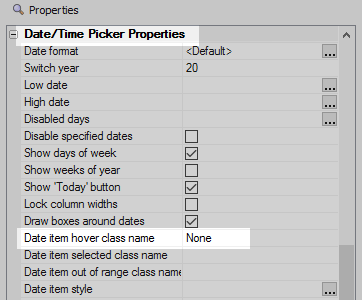 Properties
Date/Time Picker Properties
Date format <Default> ...
Switch year 20
Low date ...
High date ...
Disabled days ...
Disable specified dates
Show days of week
Show weeks of year
Show 'Today' button
Lock column widths
Draw boxes around dates
Date item hover class name None
Date item selected class name
Date item out of range class name
Date item style ...